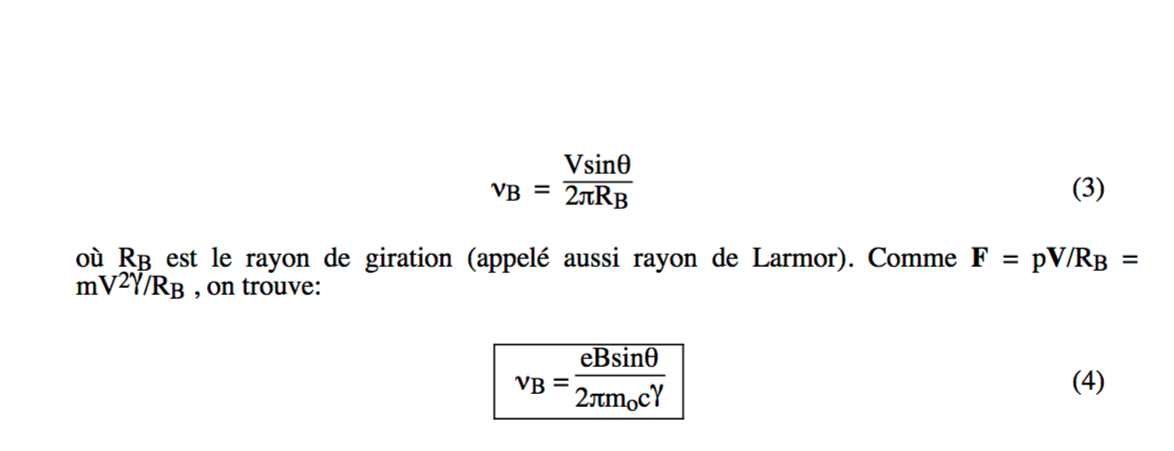 νB = Vsinθ / 2πRB (3)
où RB est le rayon de giration (appelé aussi rayon de Larmor). Comme F = pV/RB =
mV²γ/RB , on trouve:
νB = eBsinθ / 2πmocγ (4)